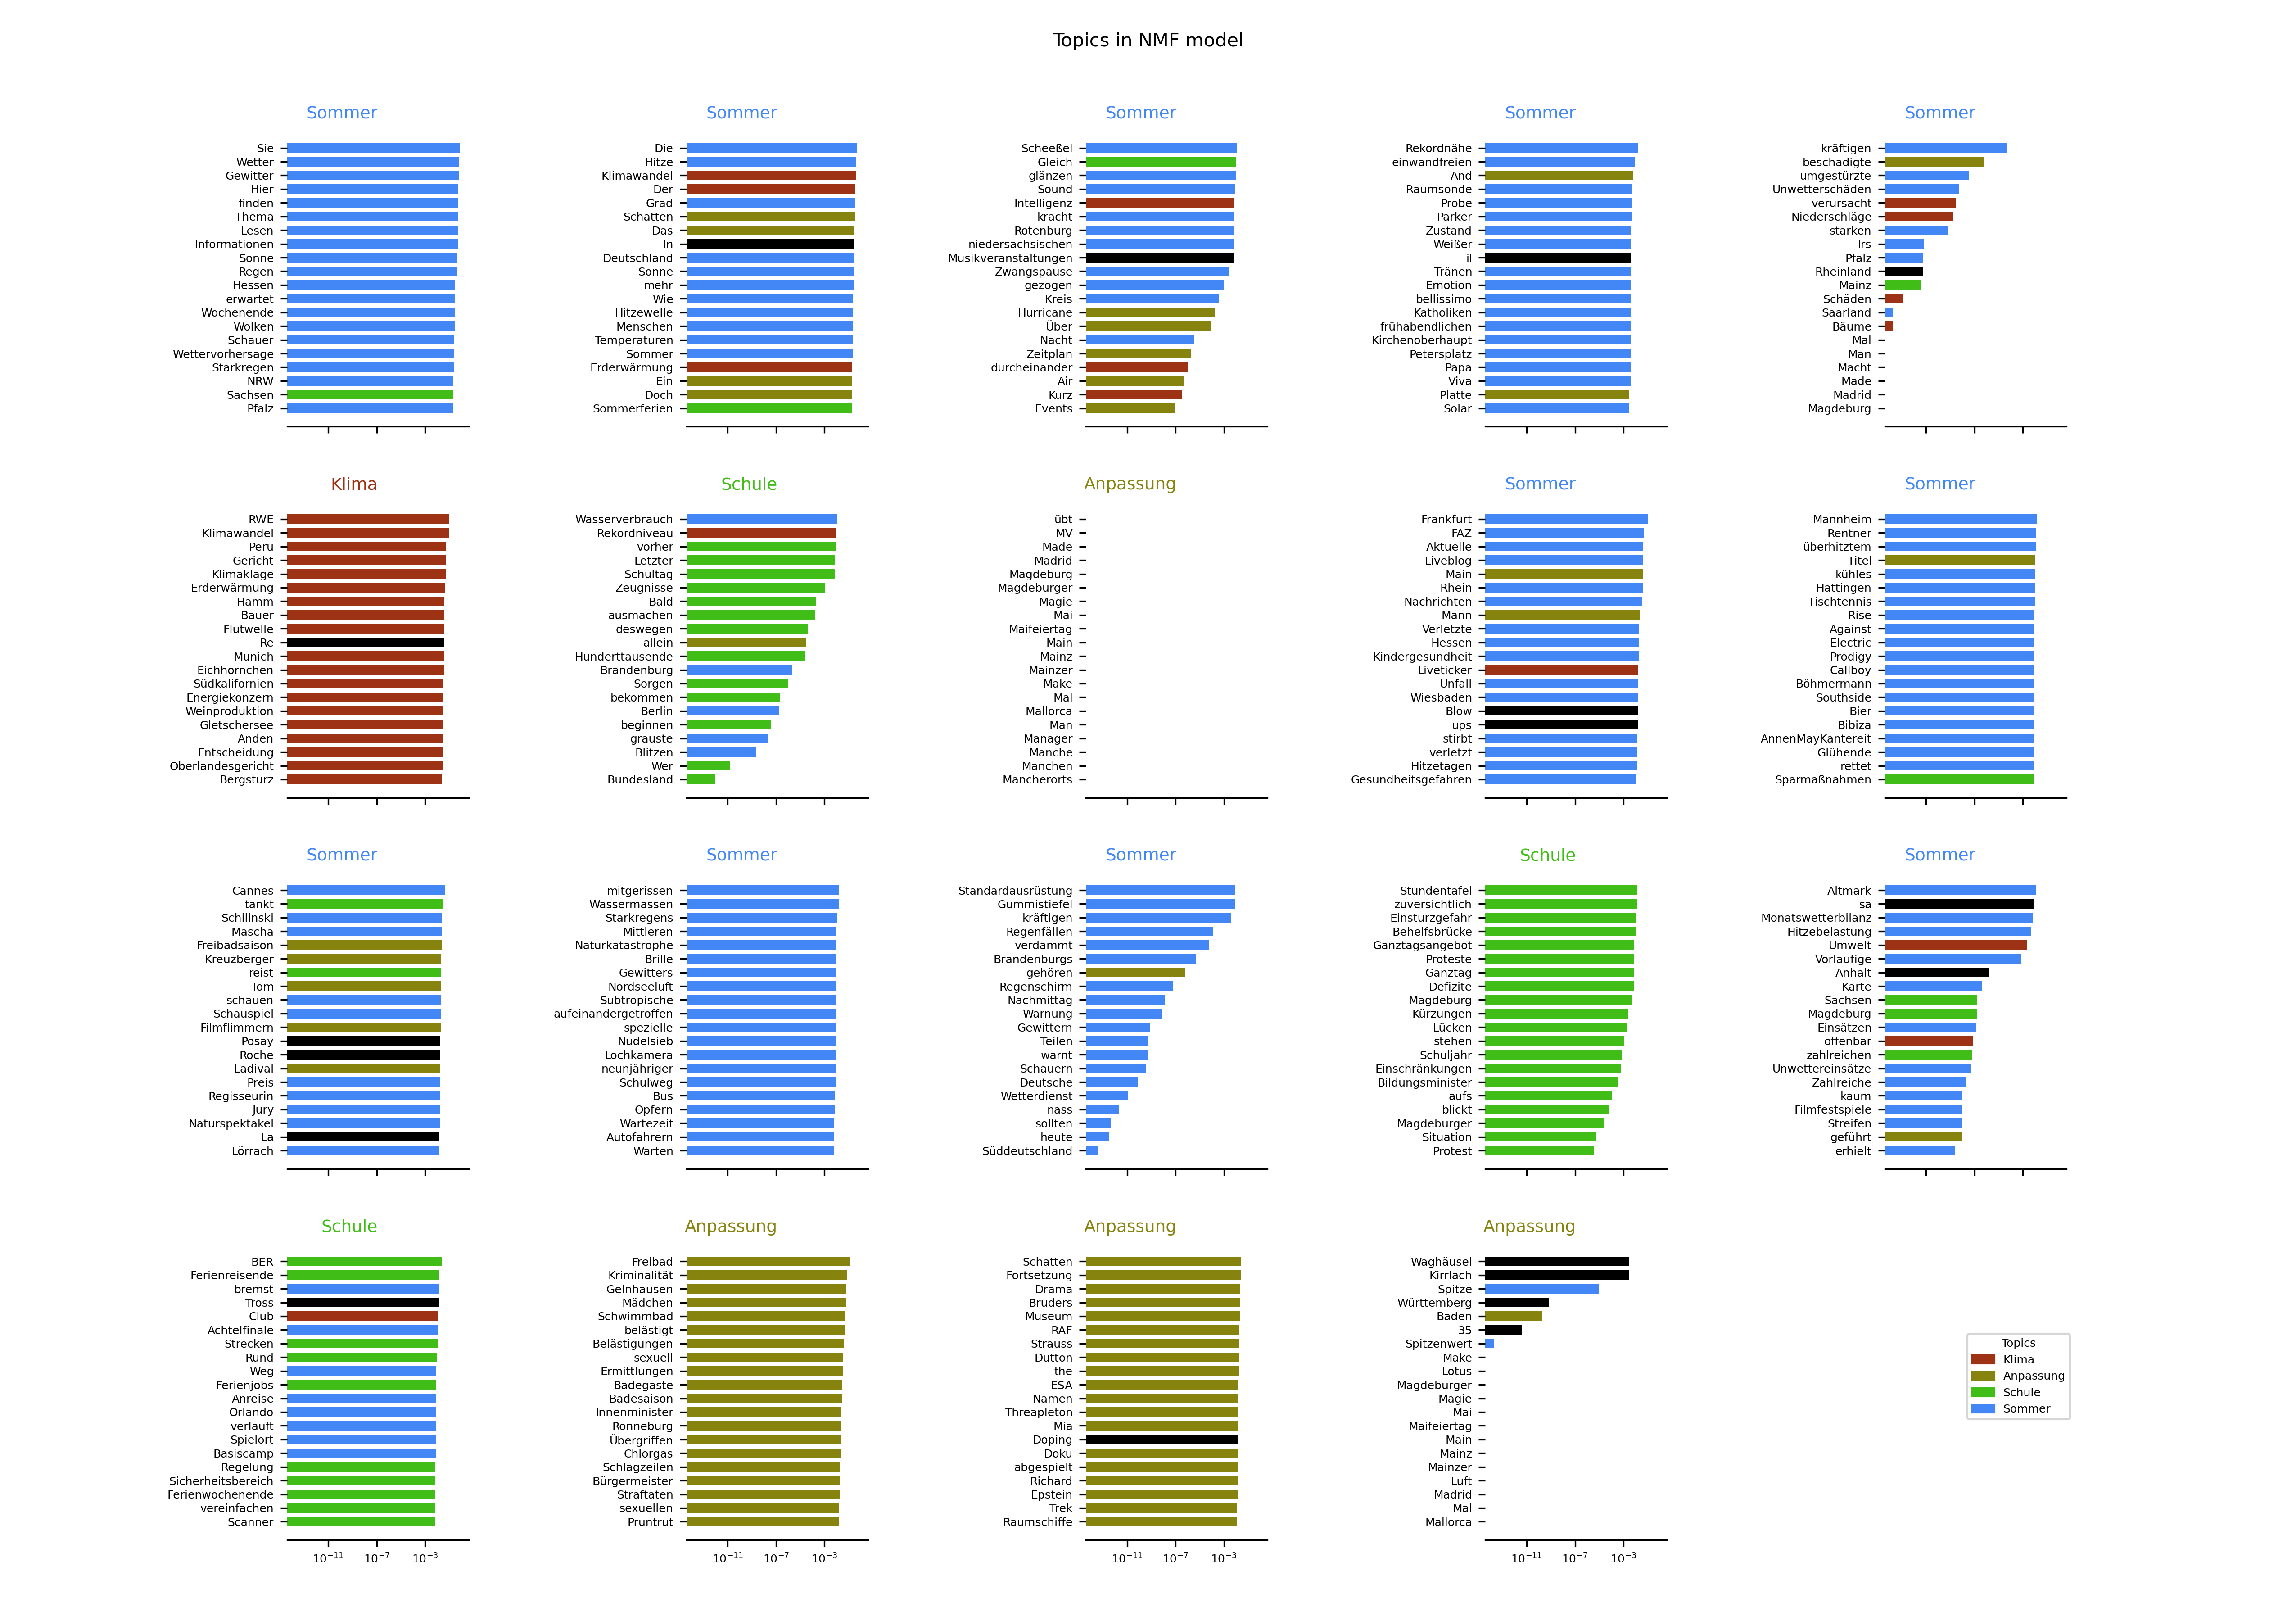 Topics in NMF model
Sommer
Sie
Wetter
Gewitter
Hier
finden
Thema
Lesen
Informationen
Sonne
Regen
Hessen
erwartet
Wochenende
Wolken
Schauer
Wettervorhersage
Starkregen
NRW
Sachsen
Pfalz
Sommer
Die
Hitze
Klimawandel
Der
Grad
Schatten
Das
In
Deutschland
Sonne
mehr
Wie
Hitzewelle
Menschen
Temperaturen
Sommer
Erderwärmung
Ein
Doch
Sommerferien
Sommer
Scheeßel
Gleich
glänzen
Sound
Intelligenz
kracht
Rotenburg
niedersächsischen
Musikveranstaltungen
Zwangspause
gezogen
Kreis
Hurricane
Über
Nacht
Zeitplan
durcheinander
Air
Kurz
Events
Sommer
Rekordnähe
einwandfreien
And
Raumsonde
Probe
Parker
Zustand
Weißer
il
Tränen
Emotion
bellissimo
Katholiken
frühabendlichen
Kirchenoberhaupt
Petersplatz
Papa
Viva
Platte
Solar
Sommer
kräftigen
beschädigte
umgestürzte
Unwetterschäden
verursacht
Niederschläge
starken
lrs
Pfalz
Rheinland
Mainz
Schäden
Saarland
Bäume
Mal
Man
Macht
Made
Madrid
Magdeburg
Klima
RWE
Klimawandel
Peru
Gericht
Klimaklage
Erderwärmung
Hamm
Bauer
Flutwelle
Re
Munich
Eichhörnchen
Südkalifornien
Energiekonzern
Weinproduktion
Gletschersee
Anden
Entscheidung
Oberlandesgericht
Bergsturz
Schule
Wasserverbrauch
Rekordniveau
vorher
Letzter
Schultag
Zeugnisse
Bald
ausmachen
deswegen
allein
Hunderttausende
Brandenburg
Sorgen
bekommen
Berlin
beginnen
grauste
Blitzen
Wer
Bundesland
Anpassung
übt
MV
Made
Madrid
Magdeburg
Magdeburger
Magie
Mai
Maifeiertag
Main
Mainz
Mainzer
Make
Mal
Mallorca
Man
Manager
Manche
Manchen
Mancherorts
Sommer
Frankfurt
FAZ
Aktuelle
Liveblog
Main
Rhein
Nachrichten
Mann
Verletzte
Hessen
Kindergesundheit
Liveticker
Unfall
Wiesbaden
Blow
ups
stirbt
verletzt
Hitzetagen
Gesundheitsgefahren
Sommer
Mannheim
Rentner
überhitztem
Titel
kühles
Hattingen
Tischtennis
Rise
Against
Electric
Prodigy
Callboy
Böhmermann
Southside
Bier
Bibiza
AnnenMayKantereit
Glühende
rettet
Sparmaßnahmen
Sommer
Cannes
tankt
Schilinski
Mascha
Freibadsaison
Kreuzberger
reist
Tom
schauen
Schauspiel
Filmflimmern
Posay
Roche
Ladival
Preis
Regisseurin
Jury
Naturspektakel
La
Lörrach
Sommer
mitgerissen
Wassermassen
Starkregens
Mittleren
Naturkatastrophe
Brille
Gewitters
Nordseeluft
Subtropische
aufeinandergetroffen
spezielle
Nudelsieb
Lochkamera
neunjähriger
Schulweg
Bus
Opfern
Wartezeit
Autofahrern
Warten
Sommer
Standardausrüstung
Gummistiefel
kräftigen
Regenfällen
verdammt
Brandenburgs
gehören
Regenschirm
Nachmittag
Warnung
Gewittern
Teilen
warnt
Schauern
Deutsche
Wetterdienst
nass
sollten
heute
Süddeutschland
Schule
Stundentafel
zuversichtlich
Einsturzgefahr
Behelfsbrücke
Ganztagsangebot
Proteste
Ganztag
Defizite
Magdeburg
Kürzungen
Lücken
stehen
Schuljahr
Einschränkungen
Bildungsminister
aufs
blickt
Magdeburger
Situation
Protest
Sommer
Altmark
sa
Monatswetterbilanz
Hitzebelastung
Umwelt
Vorläufige
Anhalt
Karte
Sachsen
Magdeburg
Einsätzen
offenbar
zahlreichen
Unwettereinsätze
Zahlreiche
kaum
Filmfestspiele
Streifen
geführt
erhielt
Schule
BER
Ferienreisende
bremst
Tross
Club
Achtelfinale
Strecken
Rund
Weg
Ferienjobs
Anreise
Orlando
verläuft
Spielort
Basiscamp
Regelung
Sicherheitsbereich
Ferienwochenende
vereinfachen
Scanner
10⁻¹¹ 10⁻⁷ 10⁻³
Anpassung
Freibad
Kriminalität
Gelnhausen
Mädchen
Schwimmbad
belästigt
Belästigungen
sexuell
Ermittlungen
Badegäste
Badesaison
Innenminister
Ronneburg
Übergriffen
Chlorgas
Schlagzeilen
Bürgermeister
Straftaten
sexuellen
Pruntrut
10⁻¹¹ 10⁻⁷ 10⁻³
Anpassung
Schatten
Fortsetzung
Drama
Bruders
Museum
RAF
Strauss
Dutton
the
ESA
Namen
Threapleton
Mia
Doping
Doku
abgespielt
Richard
Epstein
Trek
Raumschiffe
10⁻¹¹ 10⁻⁷ 10⁻³
Anpassung
Waghäusel
Kirrlach
Spitze
Württemberg
Baden
35
Spitzenwert
Make
Lotus
Magdeburger
Magie
Mai
Maifeiertag
Main
Mainz
Mainzer
Luft
Madrid
Mal
Mallorca
10⁻¹¹ 10⁻⁷ 10⁻³
Topics
Klima
Anpassung
Schule
Sommer